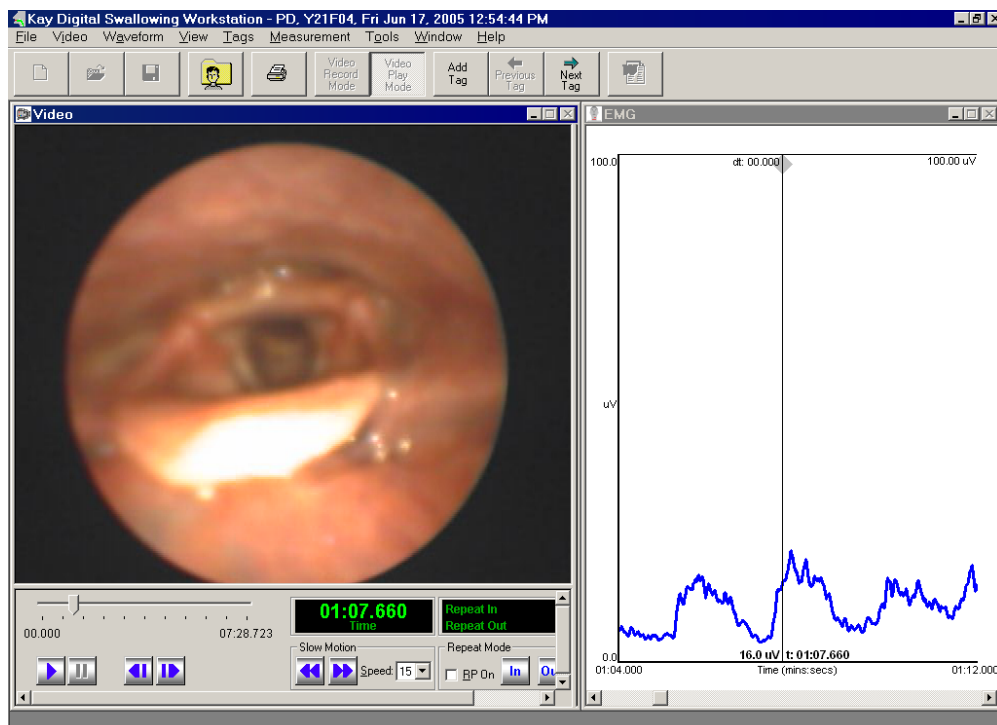 Kay Digital Swallowing Workstation - PD, Y21F04, Fri Jun 17, 2005 12:54:44 PM
File Video Waveform View Tags Measurement Tools Window Help
Video Record Mode
Video Play Mode
Add Tag
Previous Tag
Next Tag
Video
EMG
100.0
dt: 00.000
100.00 uV
uV
0.0
16.0 uV
t: 01:07.660
01:04.000
Time (mins:secs)
01:12.000
00.000
07:28.723
01:07.660
Time
Repeat In
Repeat Out
Slow Motion
Speed: 15
Repeat Mode
RP On
In
Ou